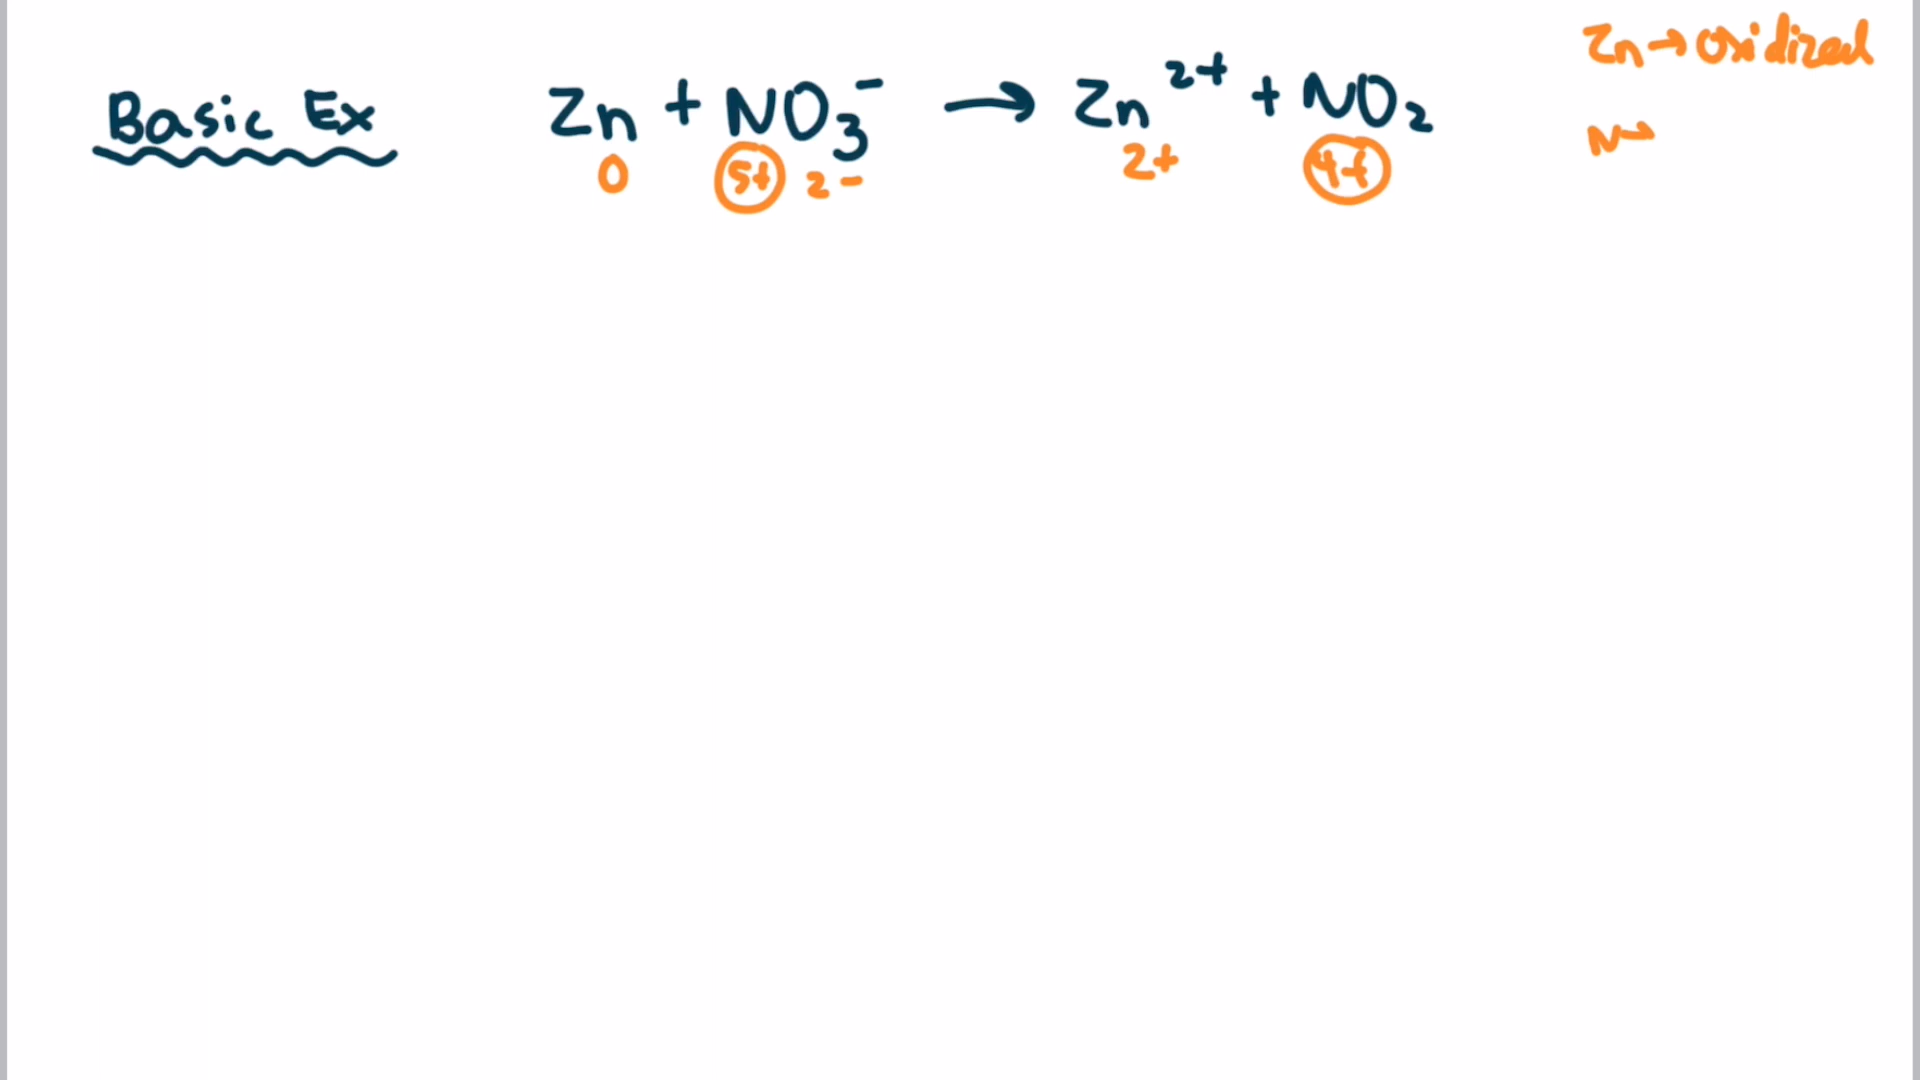 Basic Ex
Zn + NO₃⁻ → Zn²⁺ + NO₂
0 5+ 2- 2+ 4+
Zn → oxidized
N →